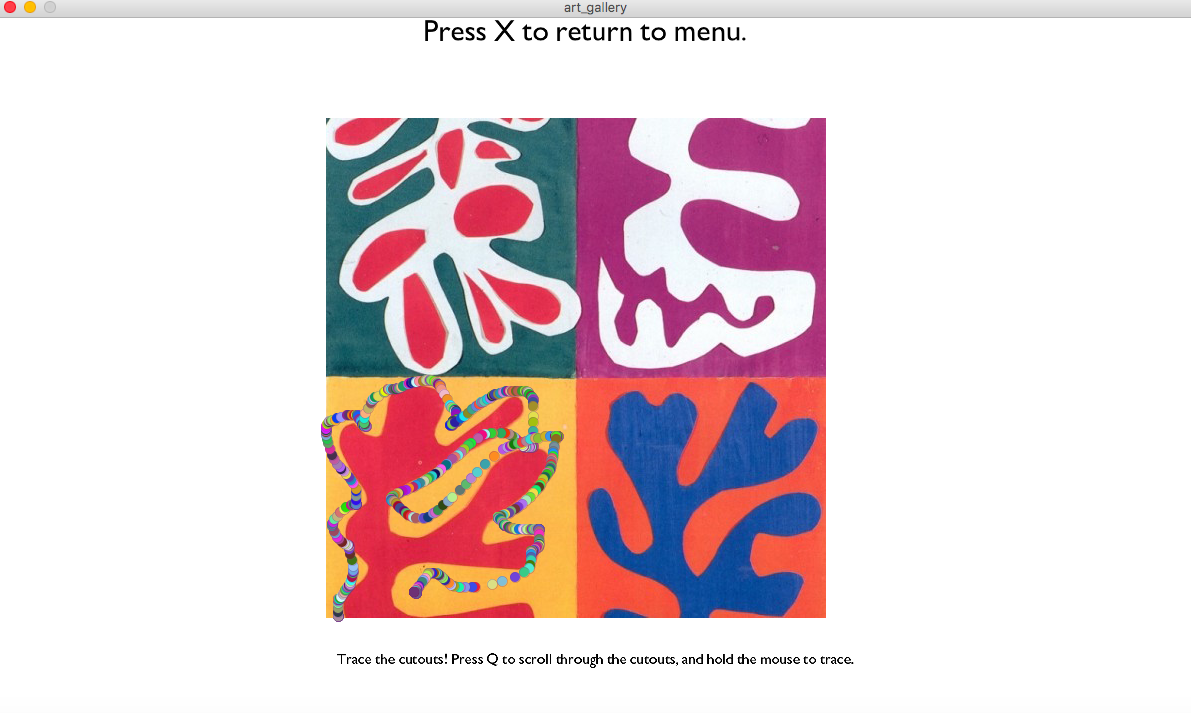 art_gallery
Press X to return to menu.
Trace the cutouts! Press Q to scroll through the cutouts, and hold the mouse to trace.